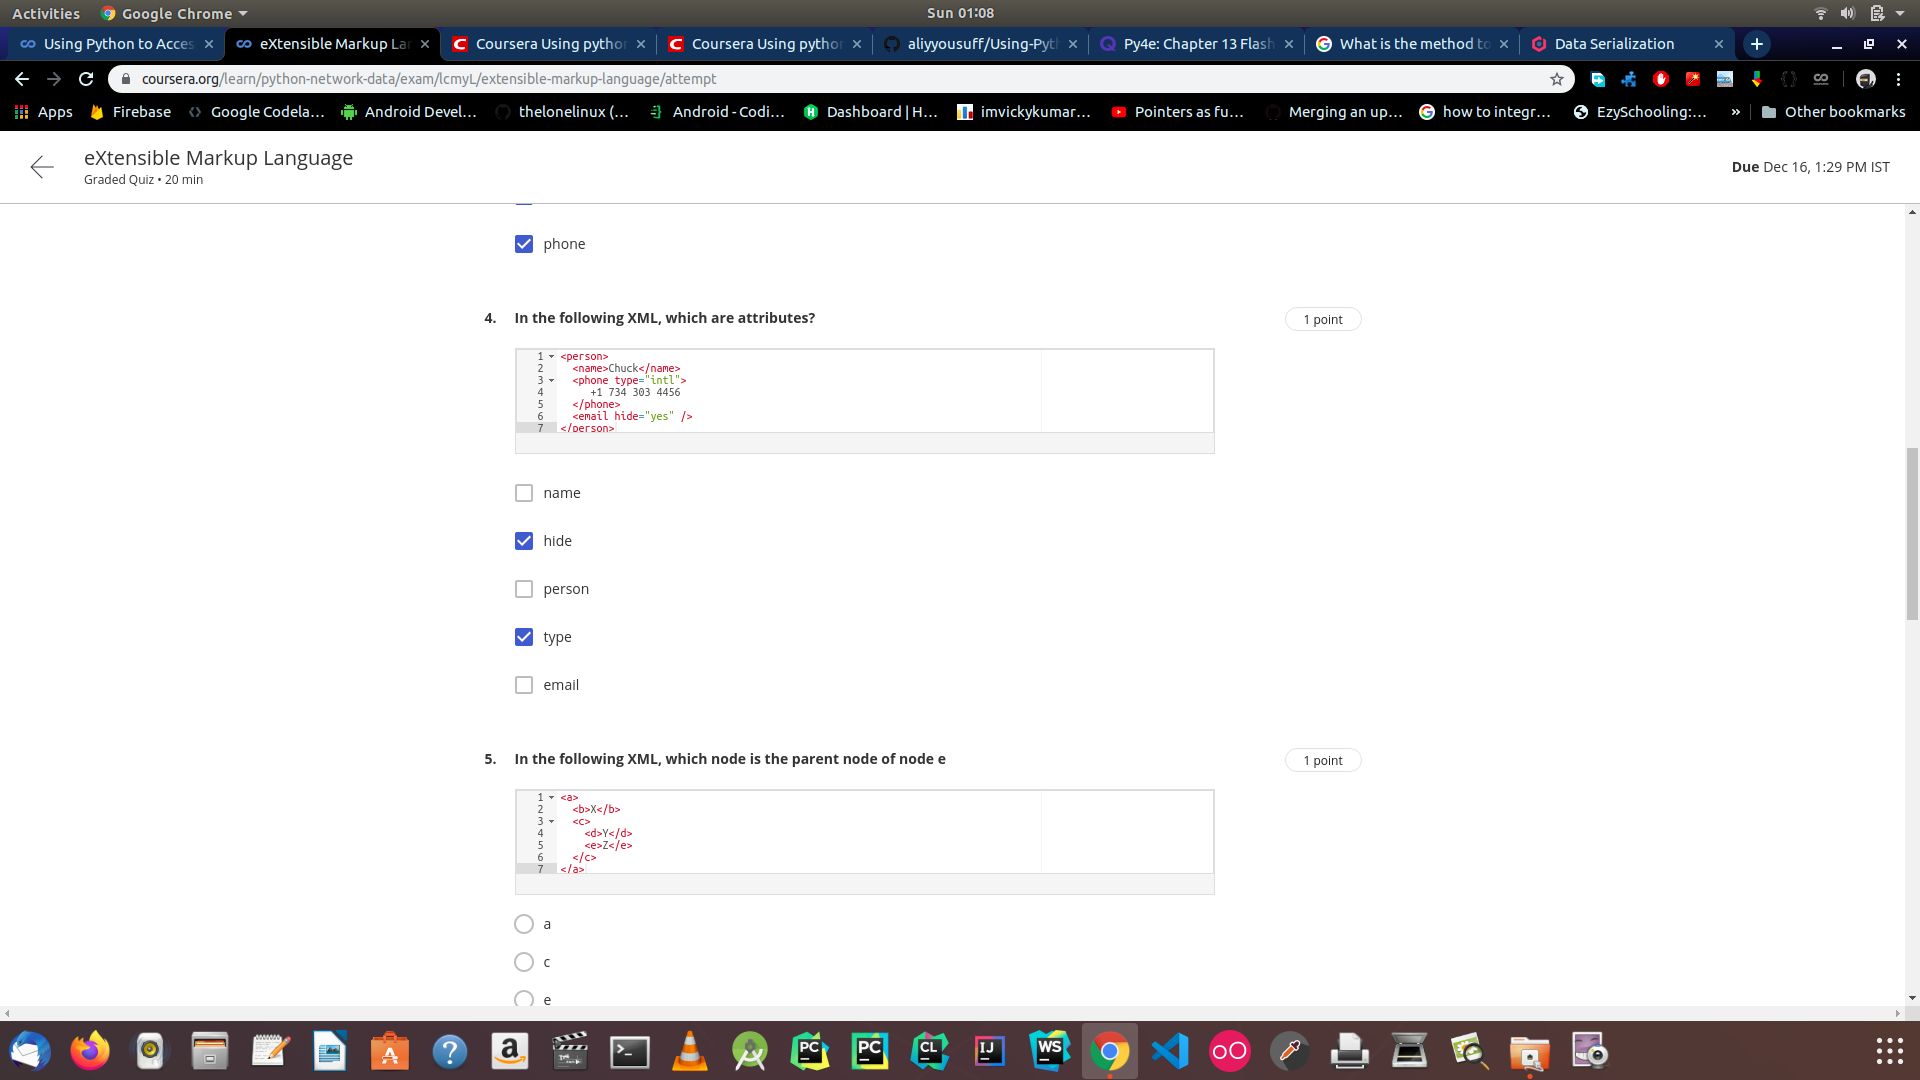 Activities Google Chrome Sun 01:08
Using Python to Acces eXtensible Markup Lan Coursera Using python Coursera Using python aliyyousuff/Using-Pyth Py4e: Chapter 13 Flash What is the method to Data Serialization
coursera.org/learn/python-network-data/exam/lcmyL/extensible-markup-language/attempt
Apps Firebase Google Codela... Android Devel... thelonelinux (... Android - Codi... Dashboard | H... imvickykumar... Pointers as fu... Merging an up... how to integr... EzySchooling:... » Other bookmarks
eXtensible Markup Language
Graded Quiz • 20 min
Due Dec 16, 1:29 PM IST
phone
4. In the following XML, which are attributes? 1 point
1 <person>
2 <name>Chuck</name>
3 <phone type="intl">
4 +1 734 303 4456
5 </phone>
6 <email hide="yes" />
7 </person>
name
hide
person
type
email
5. In the following XML, which node is the parent node of node e 1 point
1 <a>
2 <b>X</b>
3 <c>
4 <d>Y</d>
5 <e>Z</e>
6 </c>
7 </a>
a
c
e